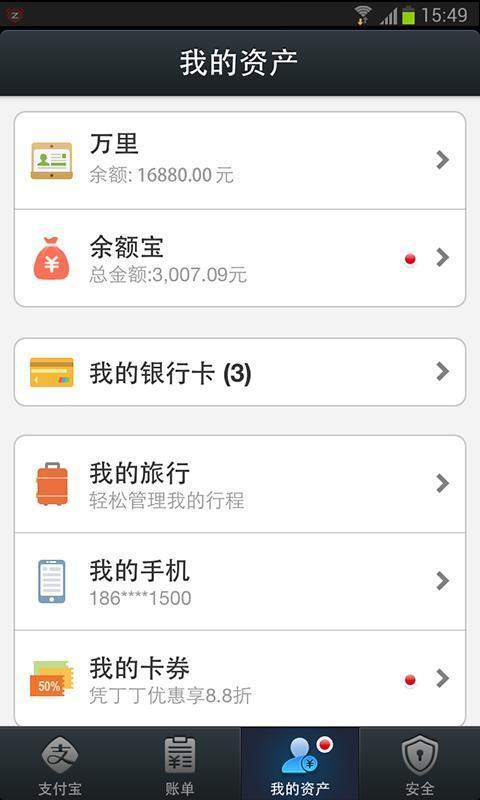 15:49
我的资产
万里
余额: 16880.00 元
余额宝
¥
总金额:3,007.09元
我的银行卡 (3)
我的旅行
轻松管理我的行程
我的手机
186****1500
我的卡券
50%
凭丁丁优惠享8.8折
支
¥
¥
支付宝
账单
我的资产
安全